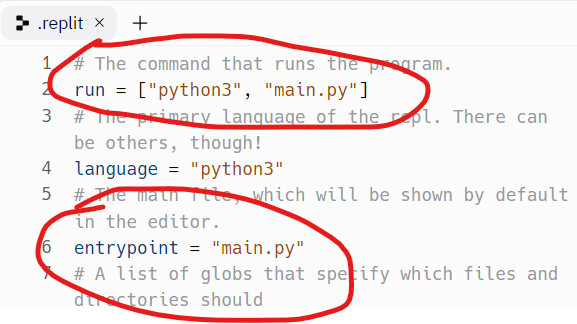 .replit × +
1 # The command that runs the program.
2 run = ["python3", "main.py"]
3 # The primary language of the repl. There can
be others, though!
4 language = "python3"
5 # The main file, which will be shown by default
in the editor.
6 entrypoint = "main.py"
7 # A list of globs that specify which files and
directories should